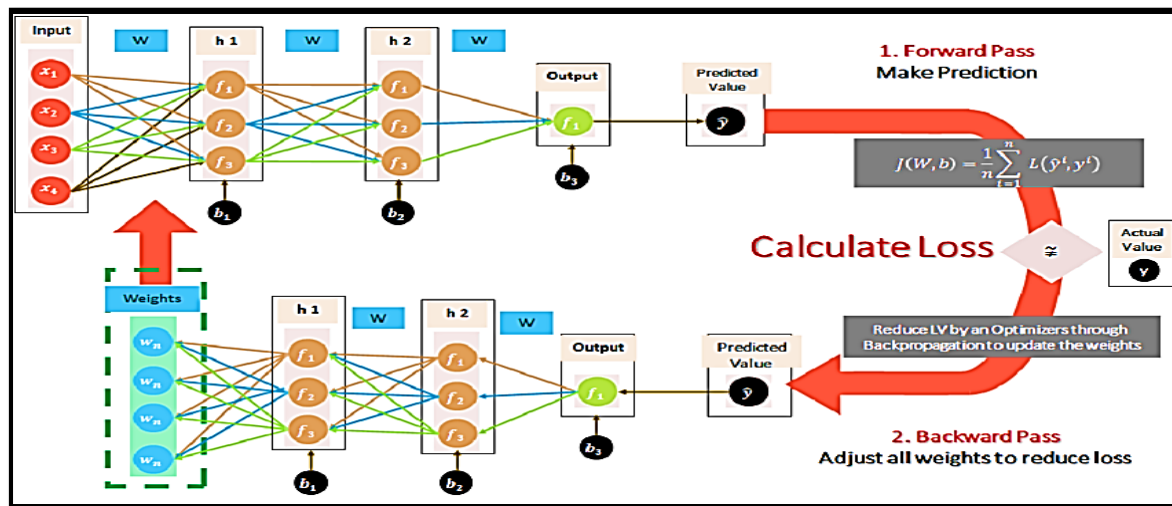 Input
W
h 1
W
h 2
W
x₁
x₂
x₃
x₄
f₁
f₂
f₃
f₁
f₂
f₃
b₁
b₂
Output
f₁
b₃
Predicted
Value
ŷ
1. Forward Pass
Make Prediction
J(W, b) = 1/n ∑ⁿᵢ₌₁ L(ŷⁱ, yⁱ)
Calculate Loss
≆
Actual
Value
y
Weights
wₙ
wₙ
wₙ
wₙ
h 1
W
h 2
W
f₁
f₂
f₃
f₁
f₂
f₃
b₁
b₂
Output
f₁
b₃
Predicted
Value
ŷ
Reduce LV by an Optimizers through
Backpropagation to update the weights
2. Backward Pass
Adjust all weights to reduce loss